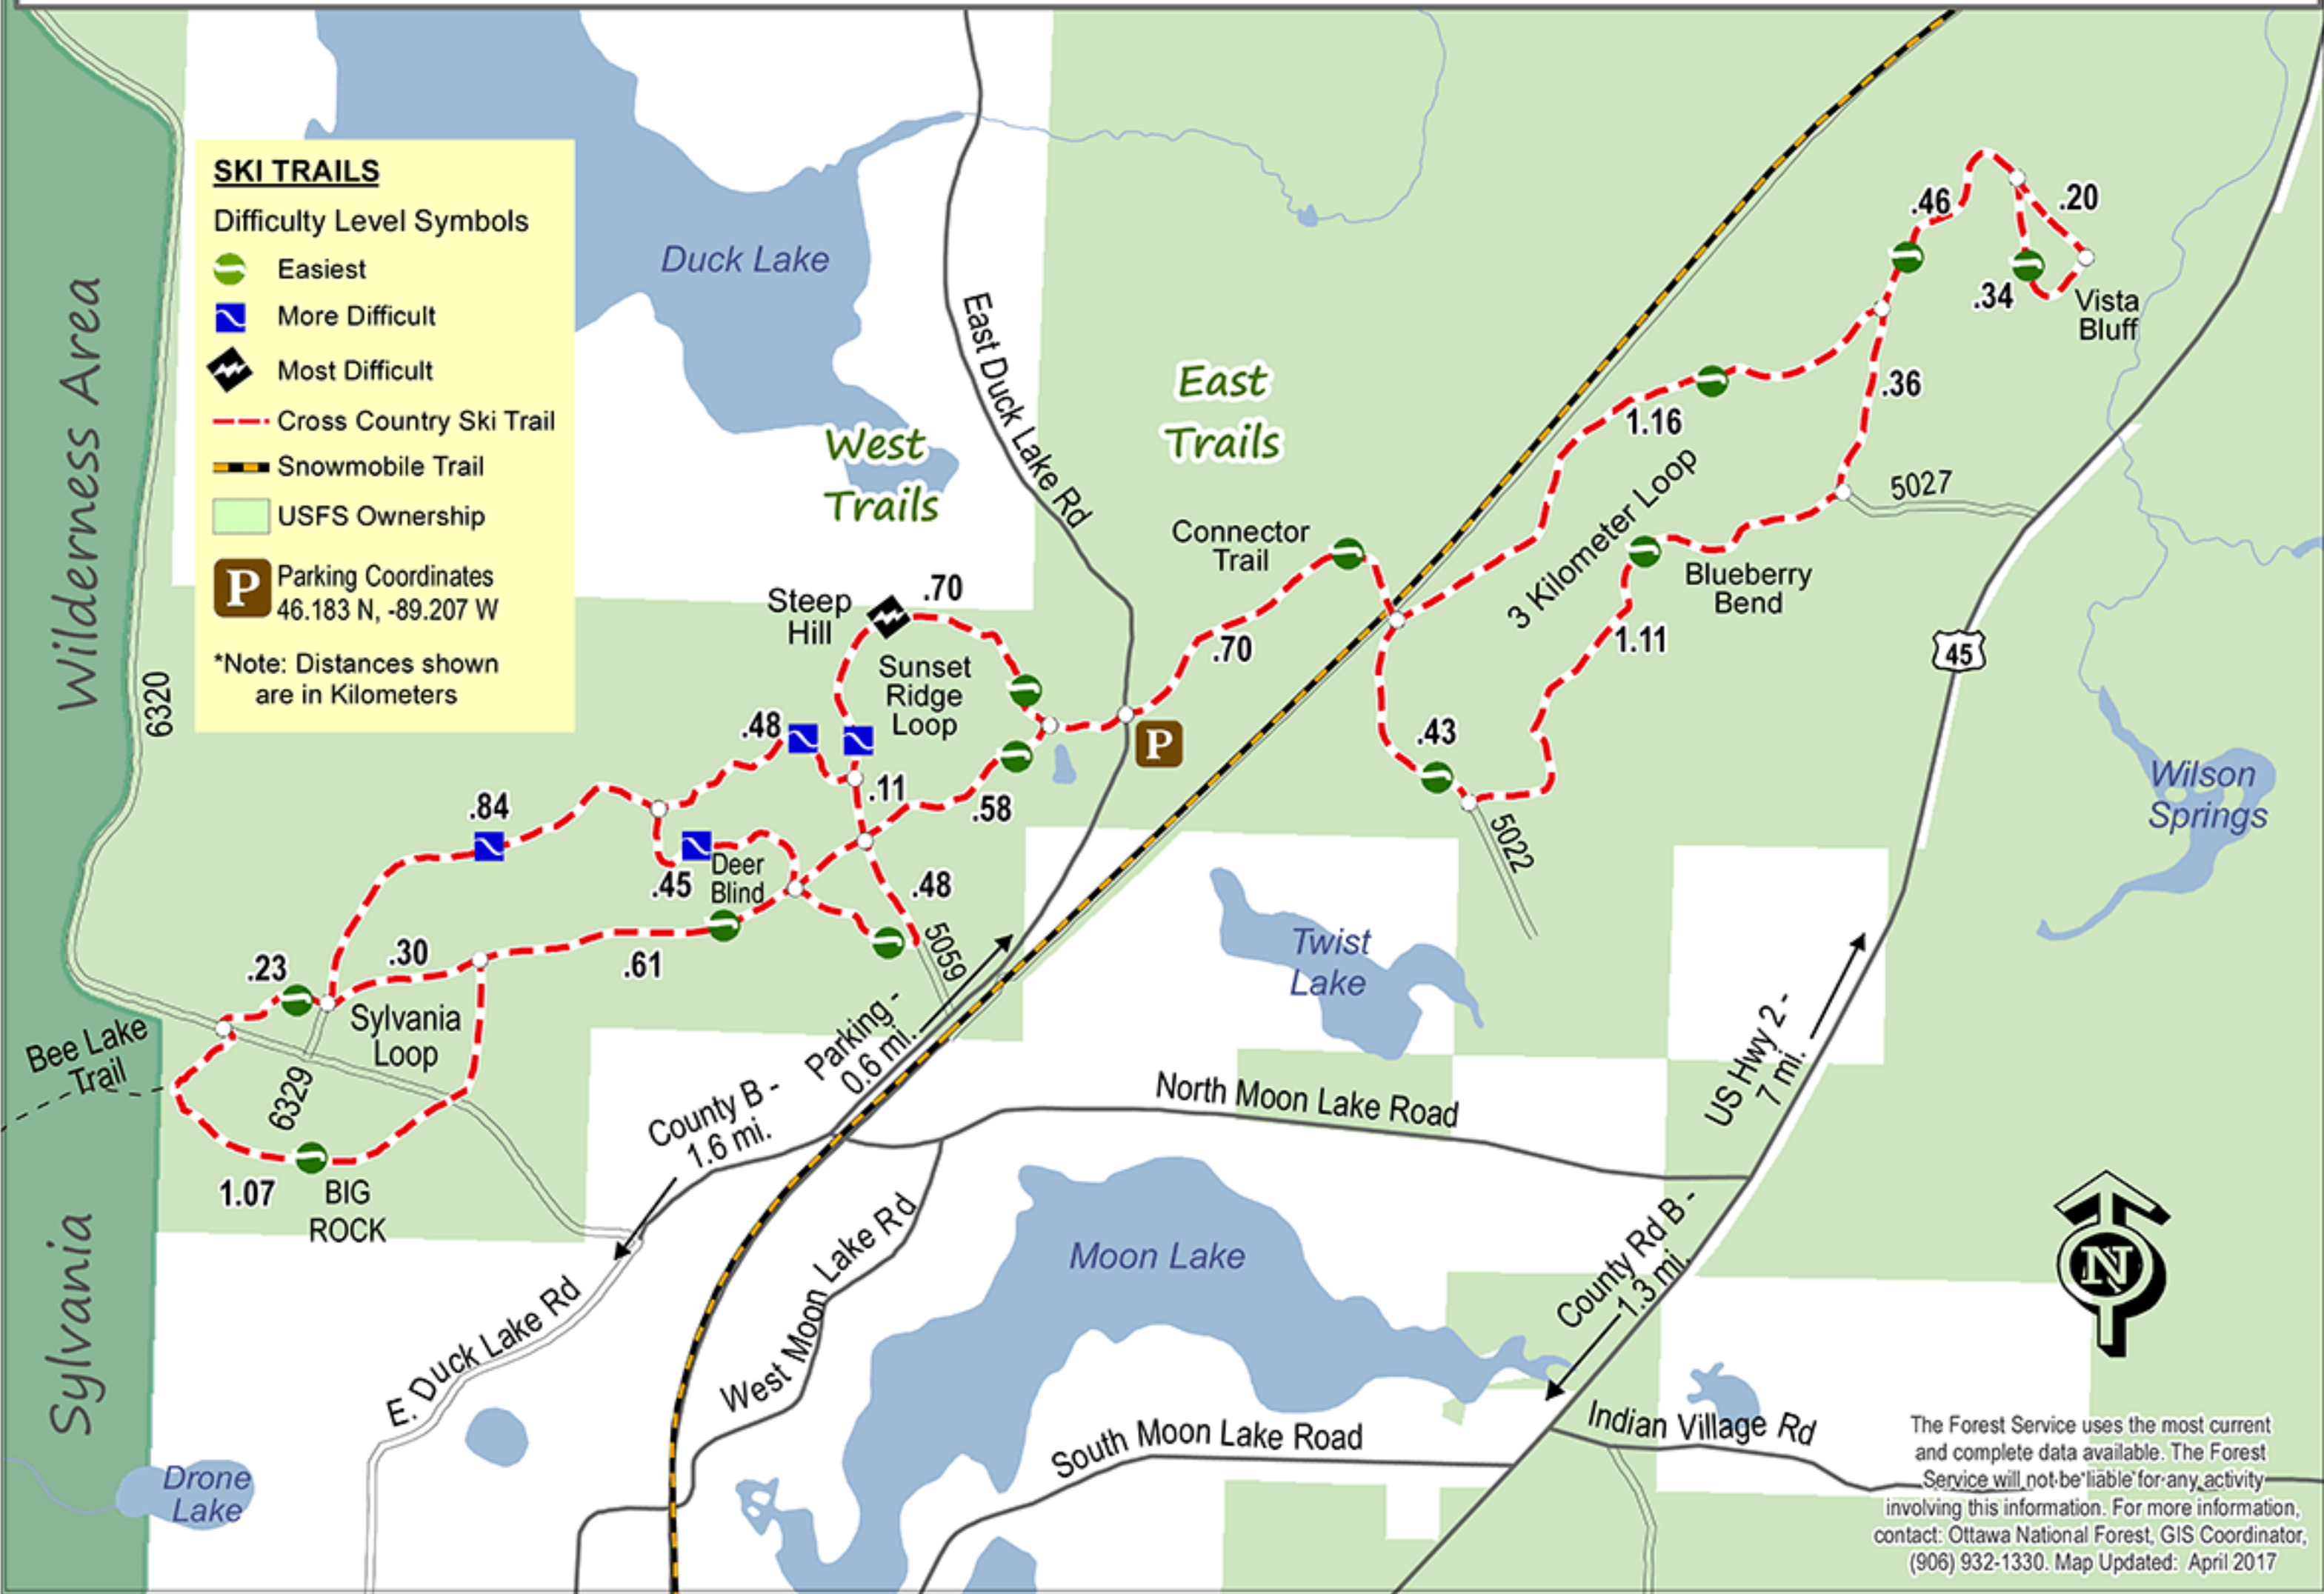 SKI TRAILS
Difficulty Level Symbols
Easiest
More Difficult
Most Difficult
Cross Country Ski Trail
Snowmobile Trail
USFS Ownership
P
Parking Coordinates
46.183 N, -89.207 W
*Note: Distances shown
are in Kilometers
Wilderness Area
Sylvania
6320
Duck Lake
East Duck Lake Rd
West
Trails
East
Trails
Connector
Trail
.70
Steep
Hill
.70
Sunset
Ridge
Loop
P
.48
.11
.58
.84
.45
Deer
Blind
.48
5059
.61
.30
.23
Sylvania
Loop
Bee Lake
Trail
6329
1.07
BIG
ROCK
.46
.20
.34
Vista
Bluff
.36
1.16
3 Kilometer Loop
5027
Blueberry
Bend
1.11
.43
5022
45
Wilson
Springs
Twist
Lake
Parking -
0.6 mi.
County B -
1.6 mi.
North Moon Lake Road
US Hwy 2 -
7 mi.
County Rd B -
1.3 mi.
Moon Lake
West Moon Lake Rd
E. Duck Lake Rd
South Moon Lake Road
Indian Village Rd
Drone
Lake
N
The Forest Service uses the most current
and complete data available. The Forest
Service will not be liable for any activity
involving this information. For more information,
contact: Ottawa National Forest, GIS Coordinator,
(906) 932-1330. Map Updated: April 2017